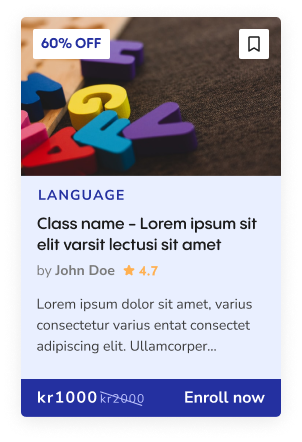 60% OFF
LANGUAGE
Class name – Lorem ipsum sit
elit varsit lectusi sit amet
by John Doe ★ 4.7
Lorem ipsum dolor sit amet, varius
consectetur varius entat consectet
adipiscing elit. Ullamcorper...
kr1000 kr2000 Enroll now